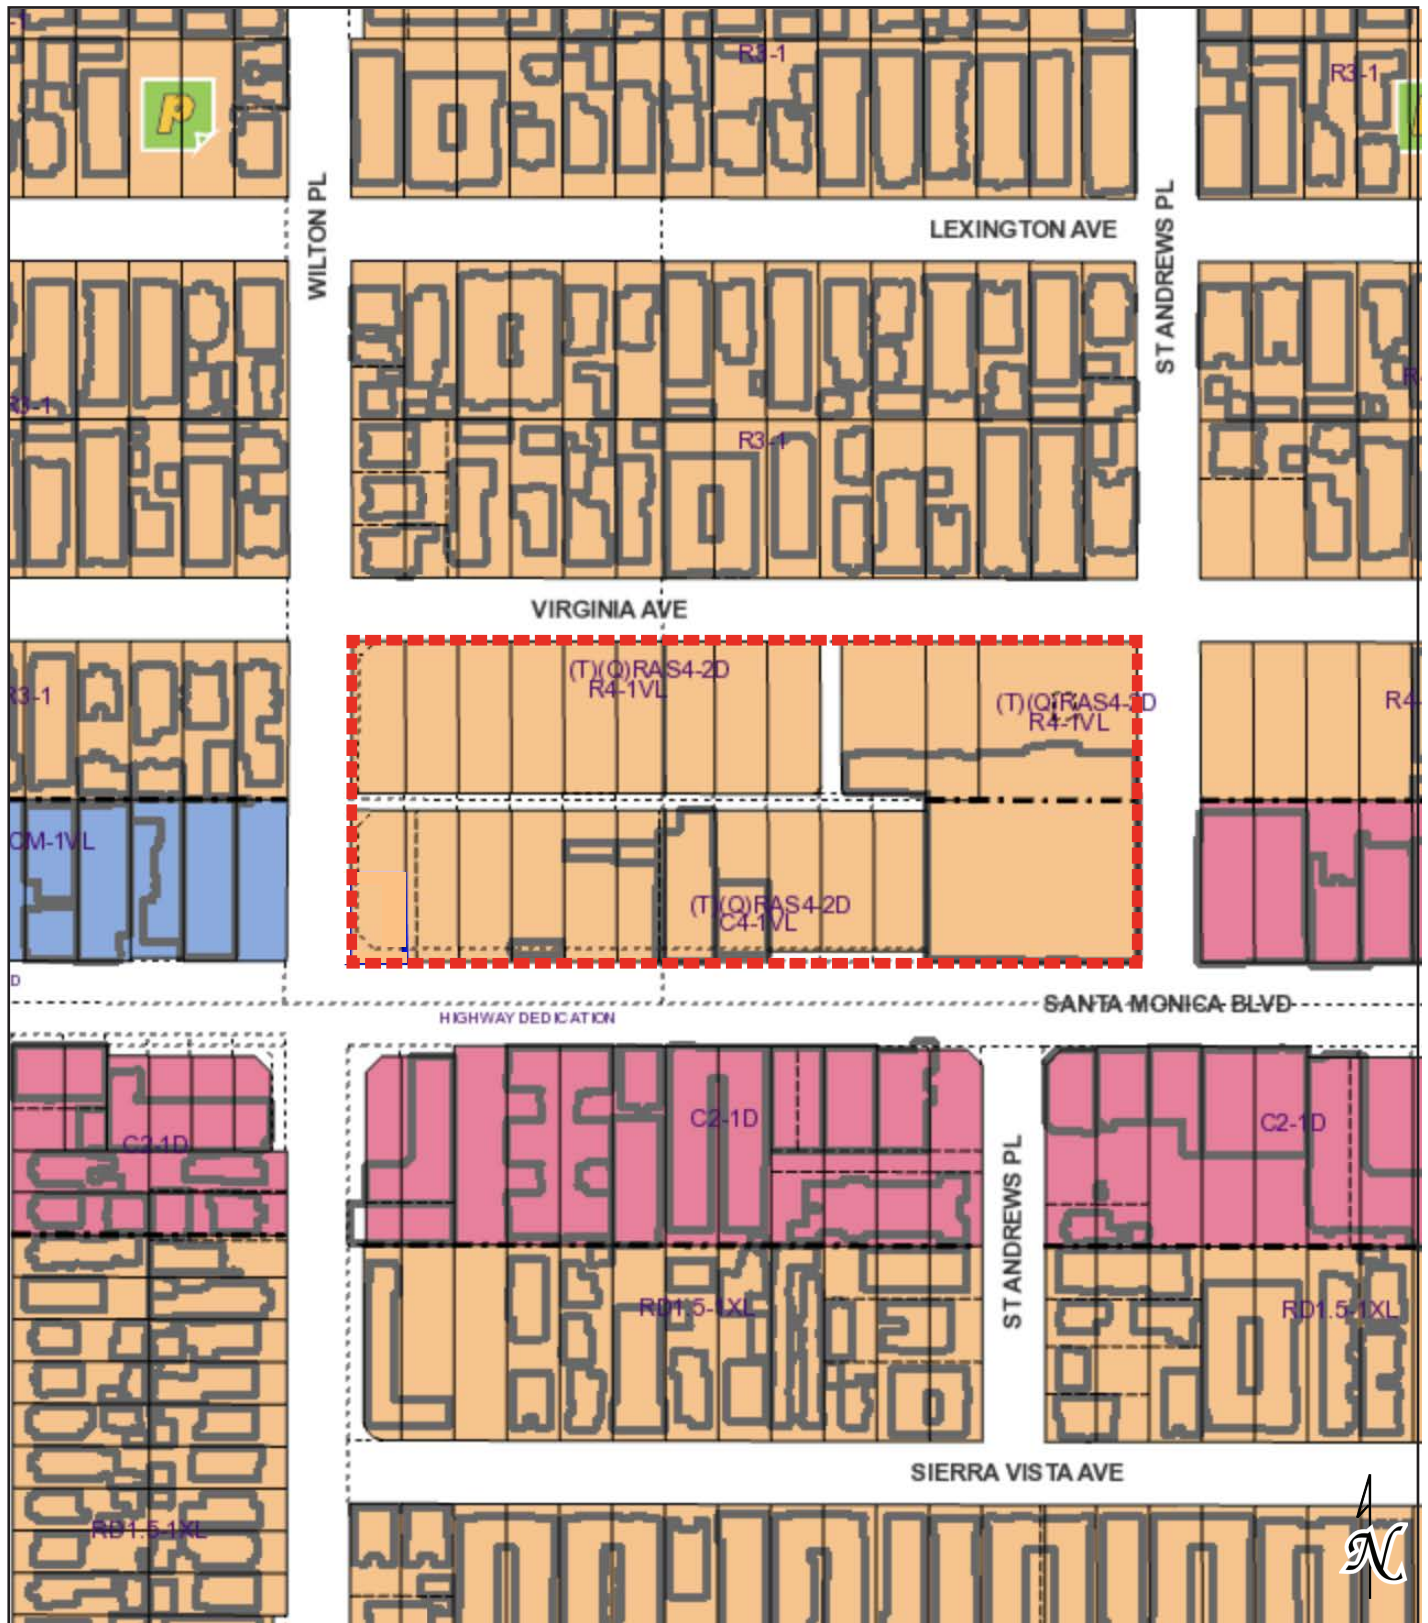 R3-1
R3-1
P
WILTON PL
LEXINGTON AVE
ST ANDREWS PL
R3-1
R3-1
VIRGINIA AVE
(T)(Q)RAS4-2D
R4-1VL
R3-1
(T)(Q)RAS4-2D
R4-1VL
R4-
CM-1VL
(T)(Q)RAS4-2D
C4-1VL
D
SANTA MONICA BLVD
HIGHWAY DEDICATION
C2-1D
C2-1D
C2-1D
ST ANDREWS PL
RD1.5-1XL
RD1.5-1XL
SIERRA VISTA AVE
RD1.5-1XL
N